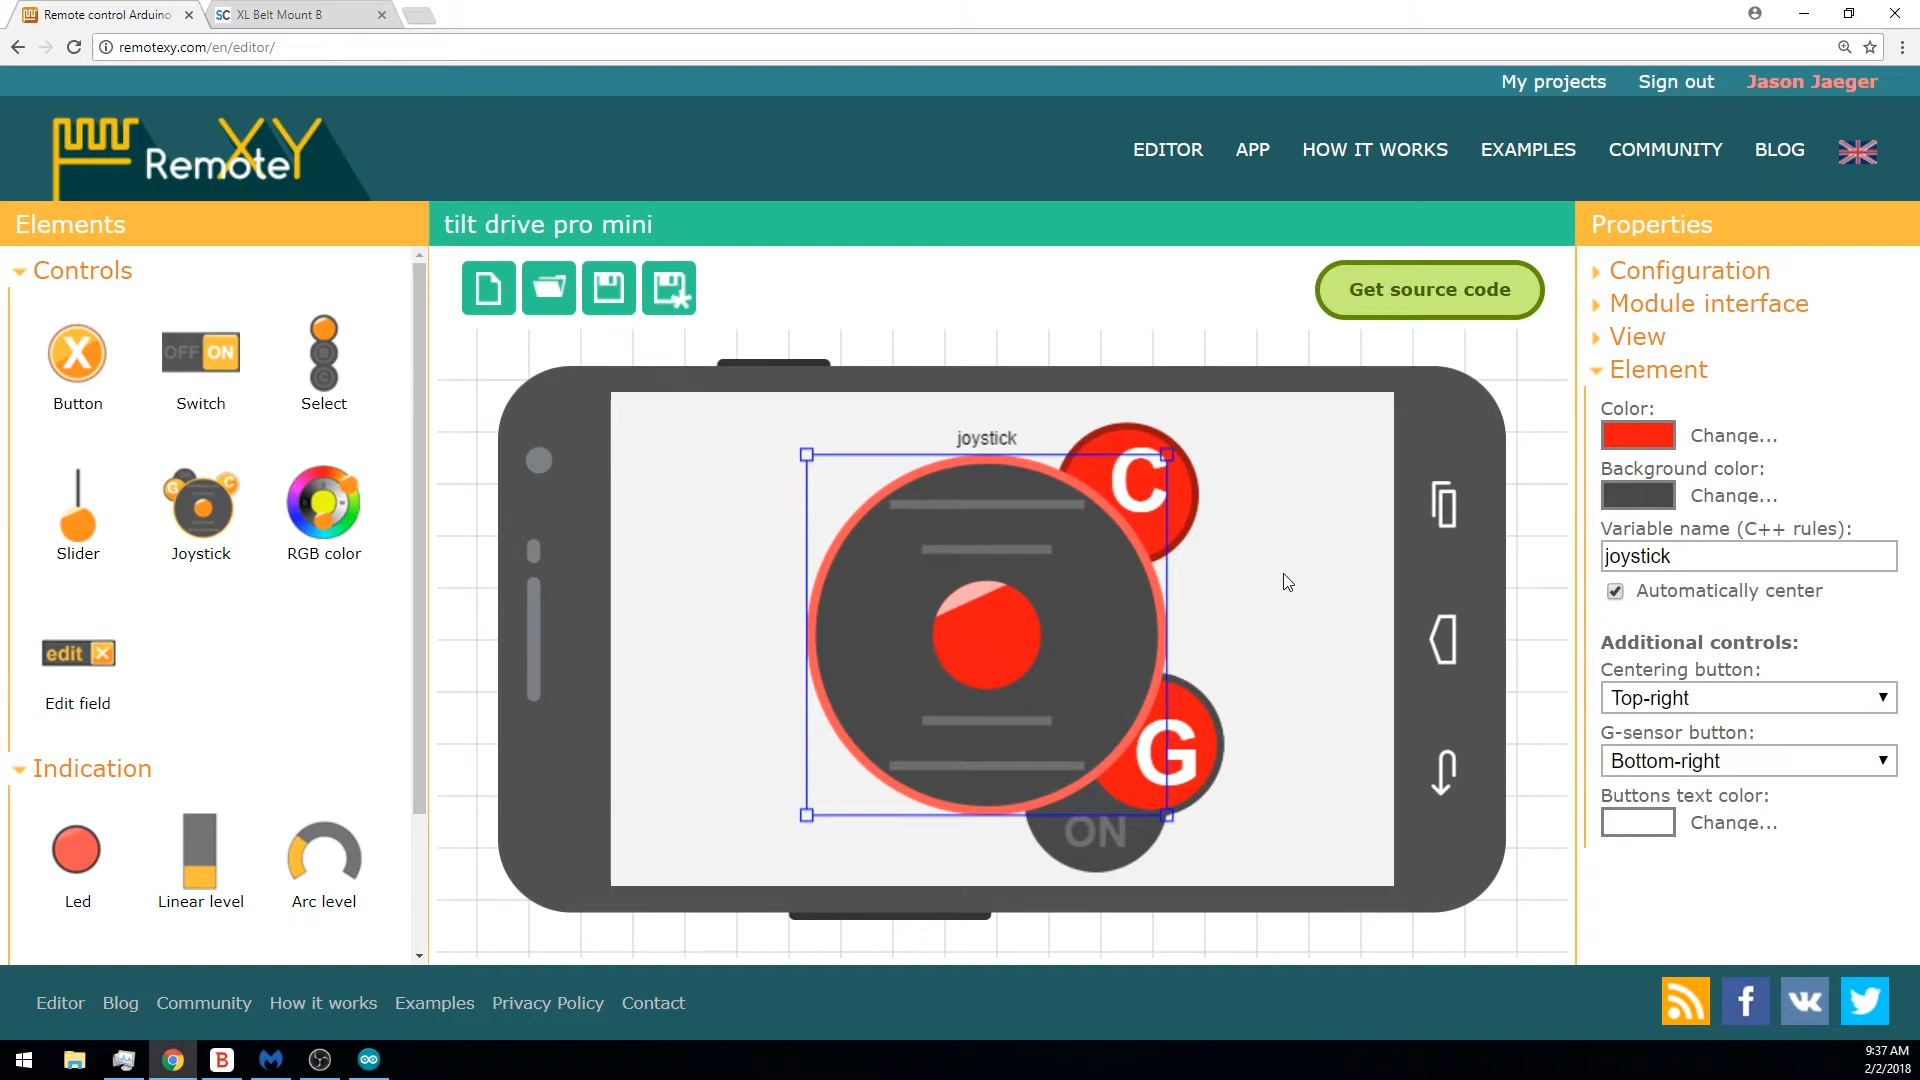 Remote control Arduino
XL Belt Mount B
remotexy.com/en/editor/
My projects Sign out Jason Jaeger
RemoteXY
EDITOR APP HOW IT WORKS EXAMPLES COMMUNITY BLOG
Elements
tilt drive pro mini
Properties
Controls
Get source code
Configuration
Module interface
View
Element
X
OFF ON
B
C
Button Switch Select
Color:
Change...
Background color:
Change...
Variable name (C++ rules):
joystick
Automatically center
joystick
C
G
ON
G C
Slider Joystick RGB color
Additional controls:
Centering button:
Top-right
G-sensor button:
Bottom-right
Buttons text color:
Change...
edit X
Edit field
Indication
Led Linear level Arc level
Editor Blog Community How it works Examples Privacy Policy Contact
9:37 AM
2/2/2018